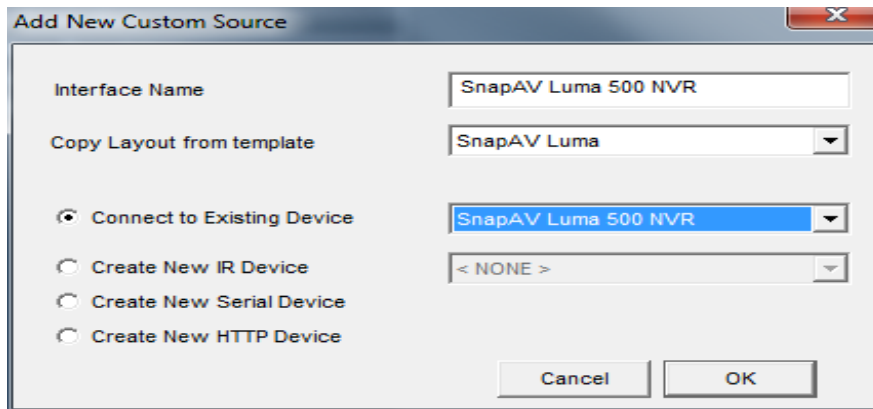 Add New Custom Source
Interface Name SnapAV Luma 500 NVR
Copy Layout from template SnapAV Luma
Connect to Existing Device SnapAV Luma 500 NVR
Create New IR Device < NONE >
Create New Serial Device
Create New HTTP Device
Cancel OK